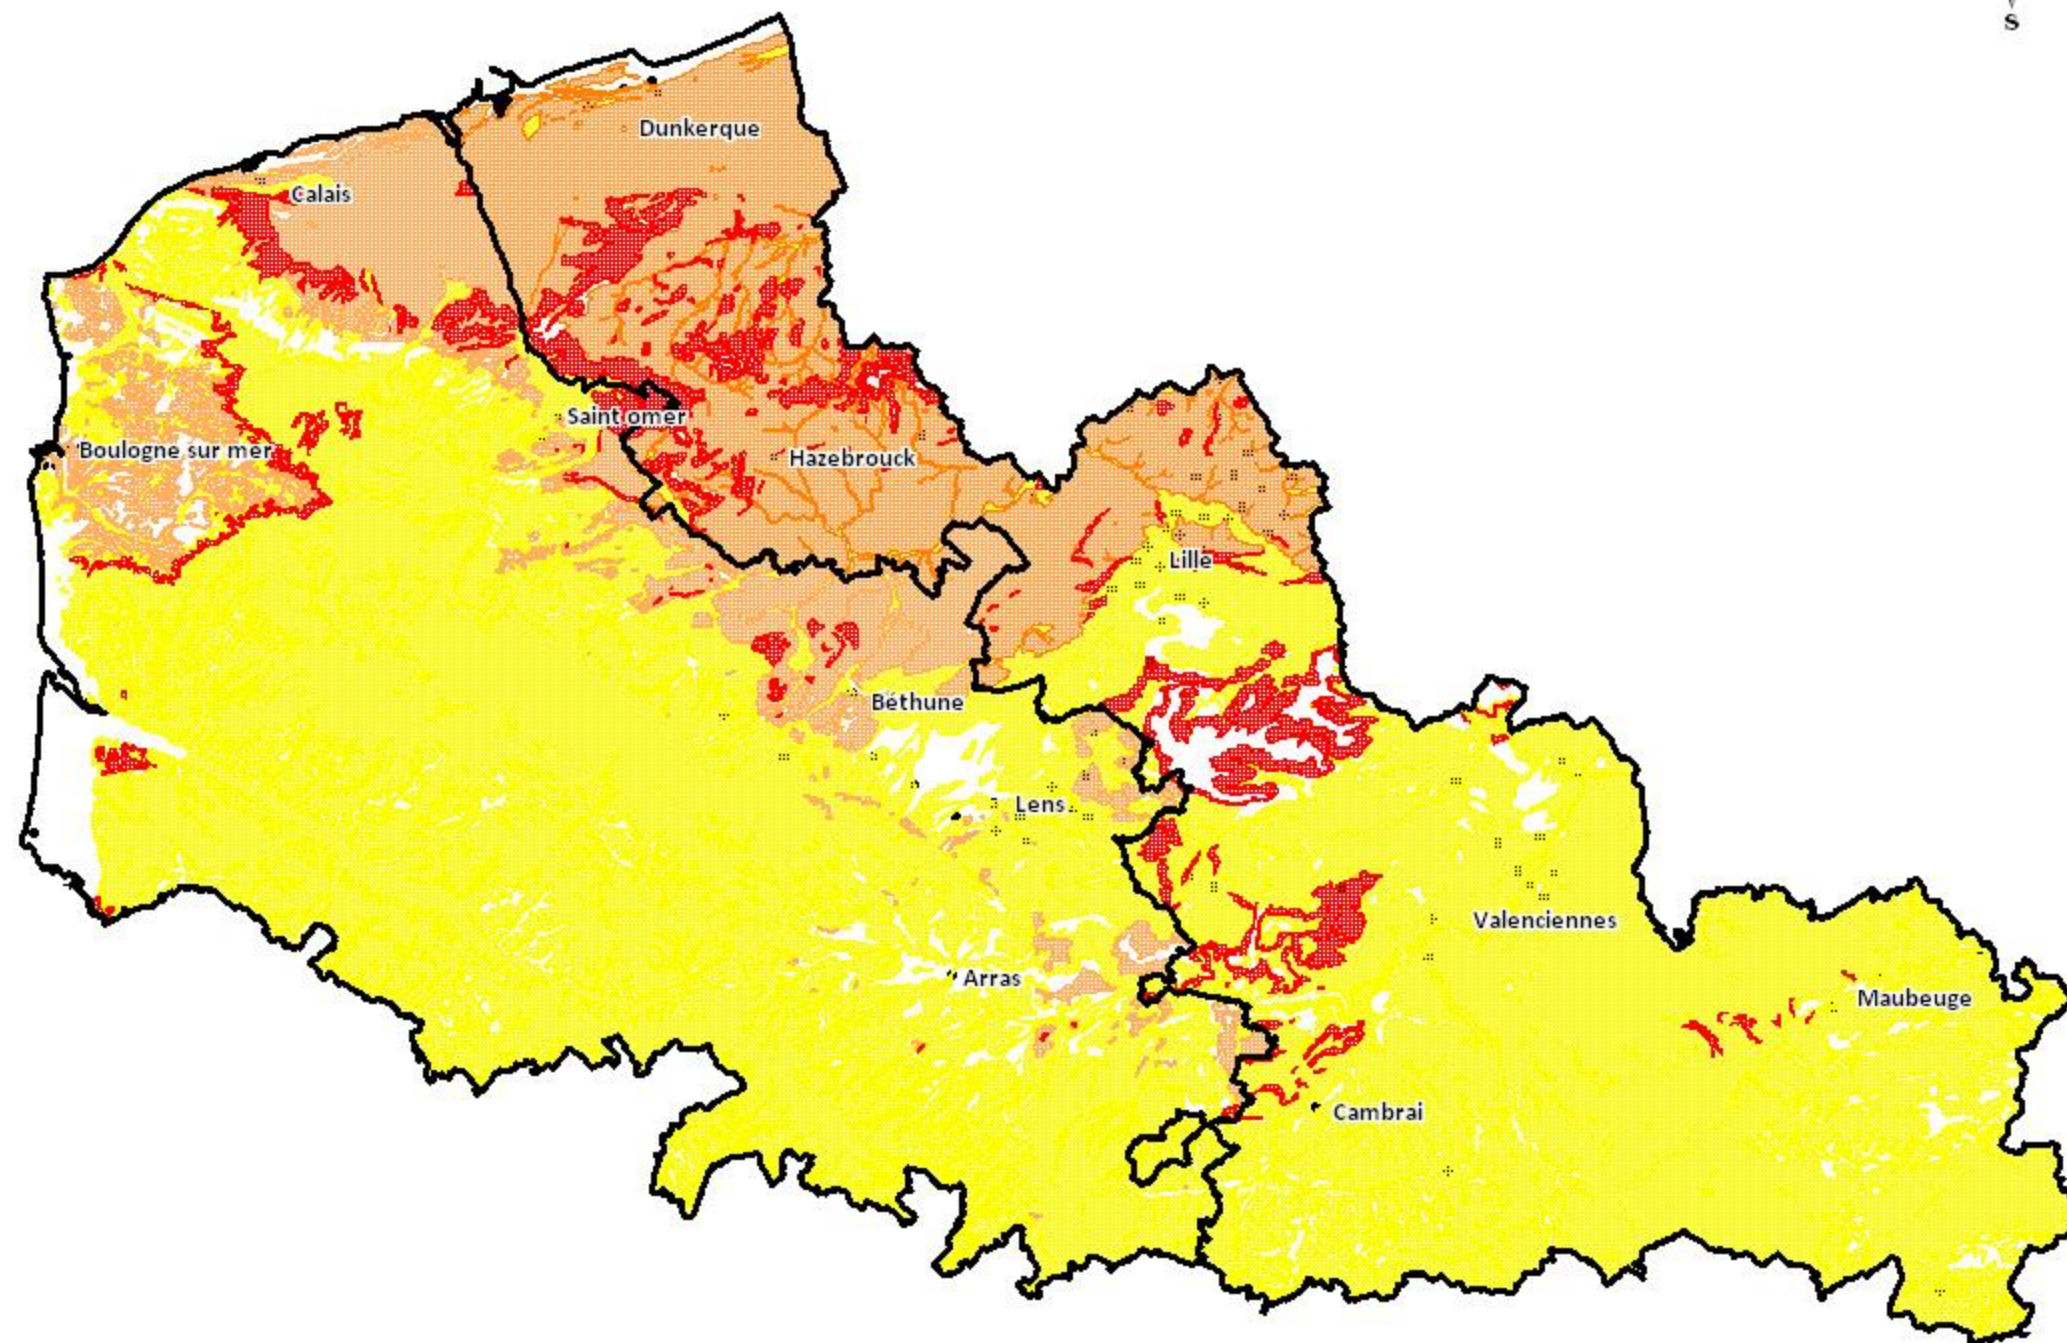 S
Dunkerque
Calais
Saint omer
Boulogne sur mer
Hazebrouck
Lille
Béthune
Lens
Valenciennes
Arras
Maubeuge
Cambrai